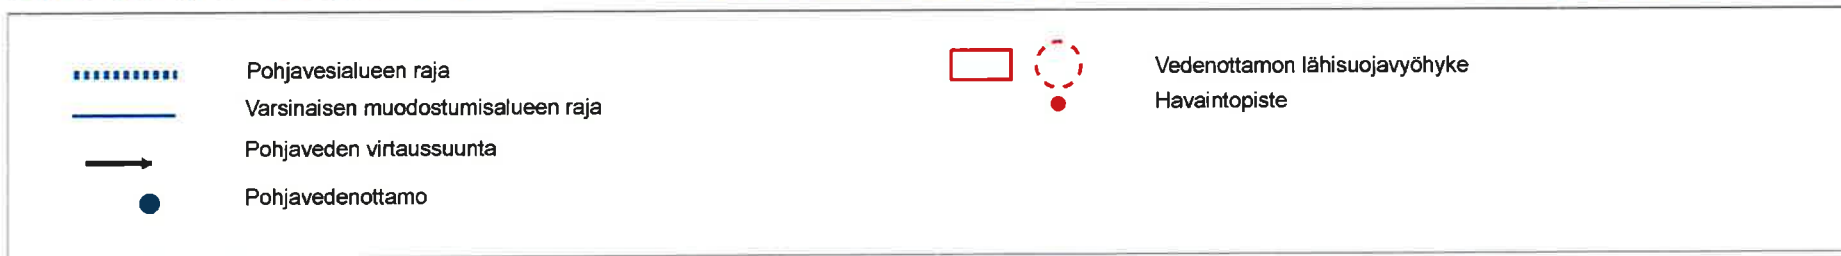 Pohjavesialueen raja
Varsinaisen muodostumisalueen raja
Pohjaveden virtaussuunta
Pohjavedenottamo
Vedenottamon lähisuojavyöhyke
Havaintopiste